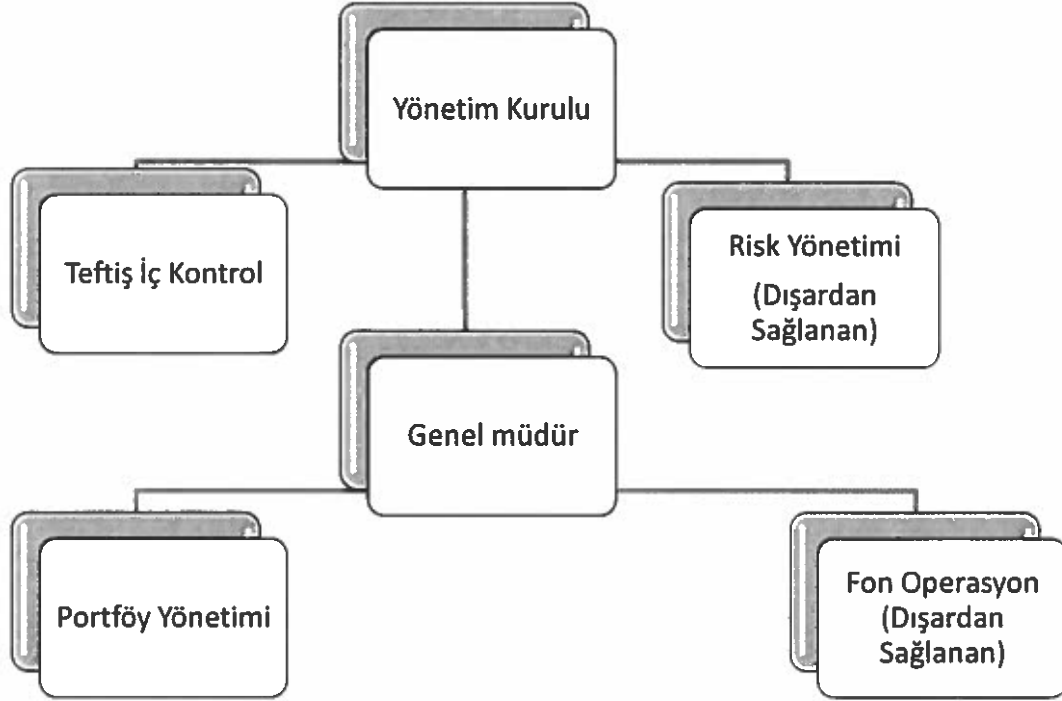 Yönetim Kurulu
Teftiş İç Kontrol
Risk Yönetimi
(Dışardan
Sağlanan)
Genel müdür
Portföy Yönetimi
Fon Operasyon
(Dışardan
Sağlanan)